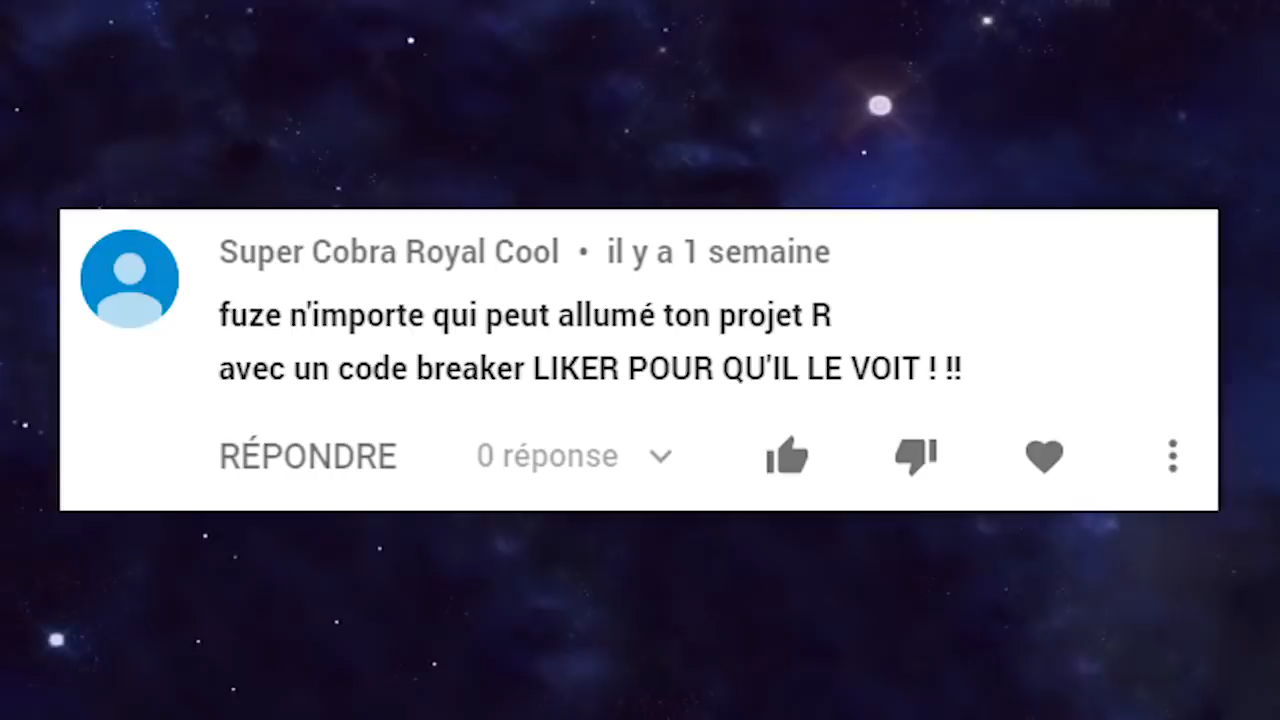 Super Cobra Royal Cool • il y a 1 semaine
fuze n'importe qui peut allumé ton projet R
avec un code breaker LIKER POUR QU'IL LE VOIT ! !!
RÉPONDRE 0 réponse